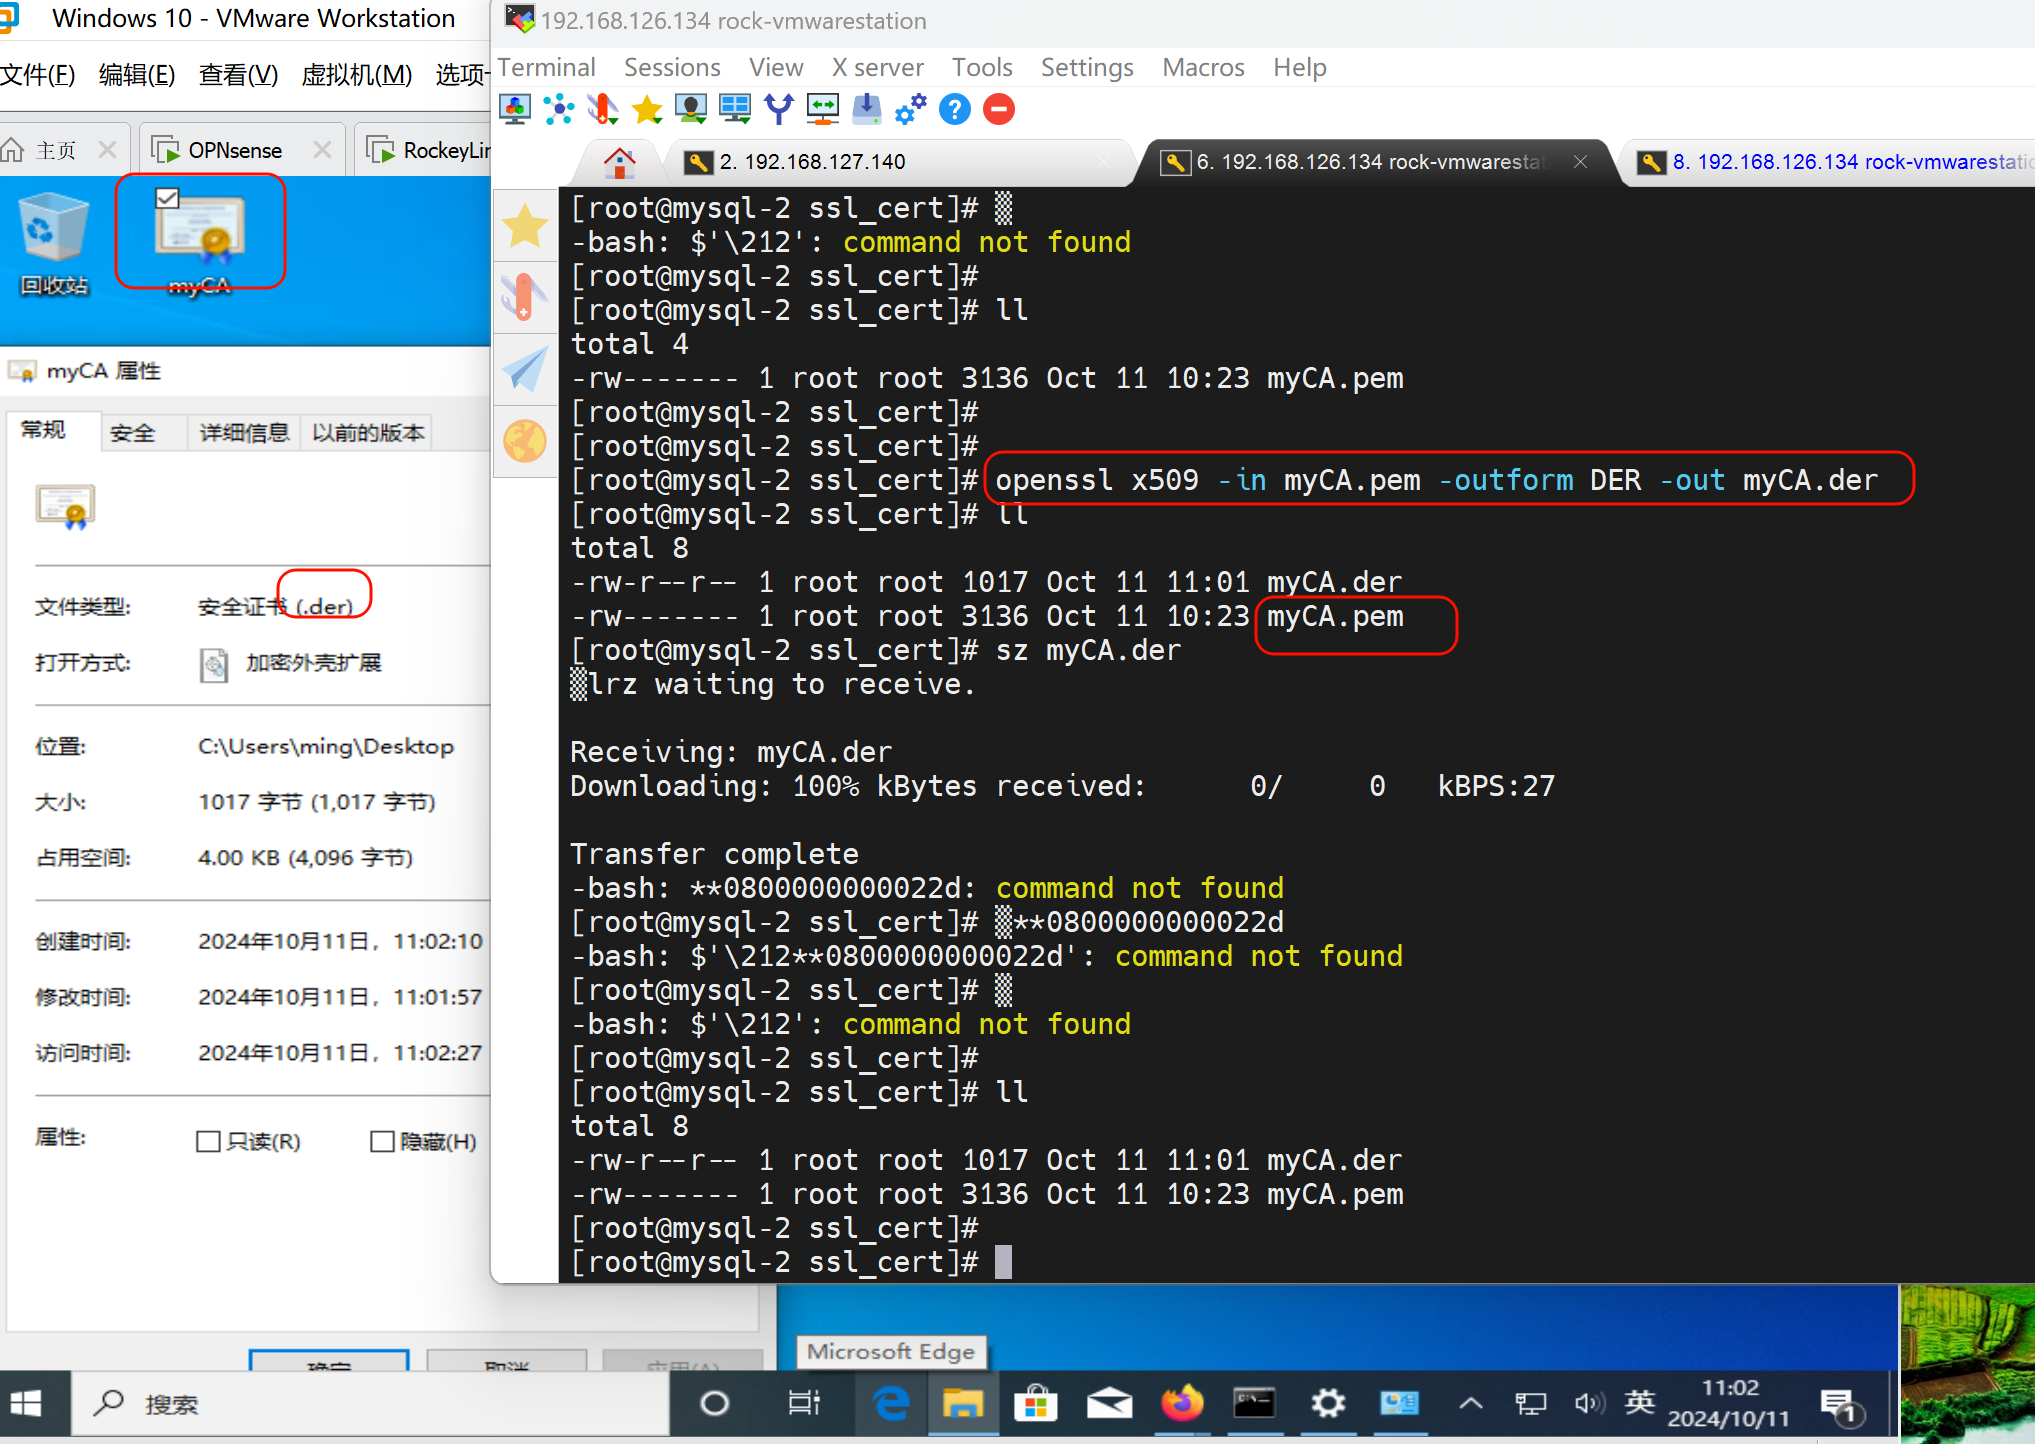 Windows 10 - VMware Workstation
文件(F) 编辑(E) 查看(V) 虚拟机(M) 选项
主页
OPNsense
RockeyLin
回收站
myCA
myCA 属性
常规
安全
详细信息
以前的版本
文件类型: 安全证书 (.der)
打开方式: 加密外壳扩展
位置: C:\Users\ming\Desktop
大小: 1017 字节 (1,017 字节)
占用空间: 4.00 KB (4,096 字节)
创建时间: 2024年10月11日，11:02:10
修改时间: 2024年10月11日，11:01:57
访问时间: 2024年10月11日，11:02:27
属性: 只读(R) 隐藏(H)
确定 取消 应用(A)
192.168.126.134 rock-vmwarestation
Terminal Sessions View X server Tools Settings Macros Help
2. 192.168.127.140
6. 192.168.126.134 rock-vmwarestat
8. 192.168.126.134 rock-vmwarestatio
[root@mysql-2 ssl_cert]# ▒
-bash: $'\212': command not found
[root@mysql-2 ssl_cert]#
[root@mysql-2 ssl_cert]# ll
total 4
-rw------- 1 root root 3136 Oct 11 10:23 myCA.pem
[root@mysql-2 ssl_cert]#
[root@mysql-2 ssl_cert]#
[root@mysql-2 ssl_cert]# openssl x509 -in myCA.pem -outform DER -out myCA.der
[root@mysql-2 ssl_cert]# ll
total 8
-rw-r--r-- 1 root root 1017 Oct 11 11:01 myCA.der
-rw------- 1 root root 3136 Oct 11 10:23 myCA.pem
[root@mysql-2 ssl_cert]# sz myCA.der
▒lrz waiting to receive.
Receiving: myCA.der
Downloading: 100% kBytes received: 0/ 0 kBPS:27
Transfer complete
-bash: **0800000000022d: command not found
[root@mysql-2 ssl_cert]# ▒**0800000000022d
-bash: $'\212**0800000000022d': command not found
[root@mysql-2 ssl_cert]# ▒
-bash: $'\212': command not found
[root@mysql-2 ssl_cert]#
[root@mysql-2 ssl_cert]# ll
total 8
-rw-r--r-- 1 root root 1017 Oct 11 11:01 myCA.der
-rw------- 1 root root 3136 Oct 11 10:23 myCA.pem
[root@mysql-2 ssl_cert]#
[root@mysql-2 ssl_cert]#
Microsoft Edge
搜索
英
11:02
2024/10/11
1